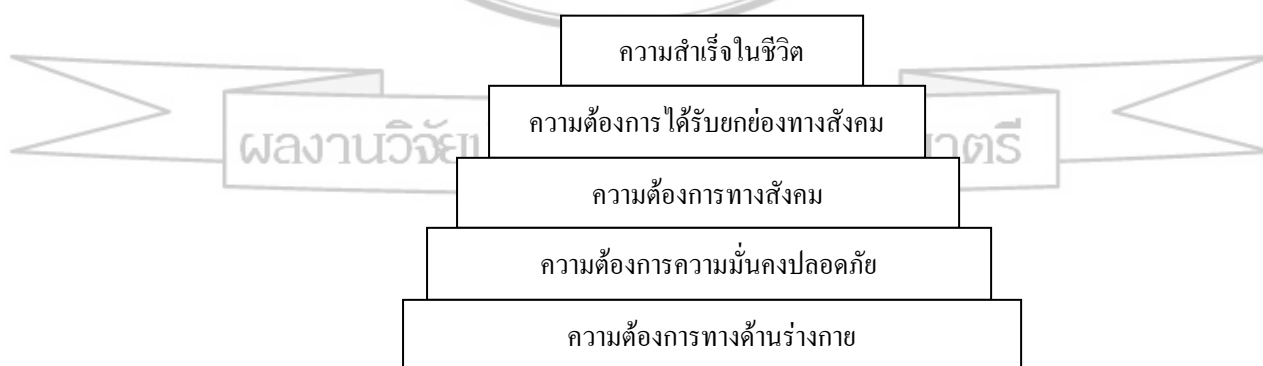 ความสำเร็จในชีวิต
ความต้องการได้รับยกย่องทางสังคม
ผลงานวิจัย
ความต้องการทางสังคม
ความต้องการความมั่นคงปลอดภัย
ความต้องการทางด้านร่างกาย